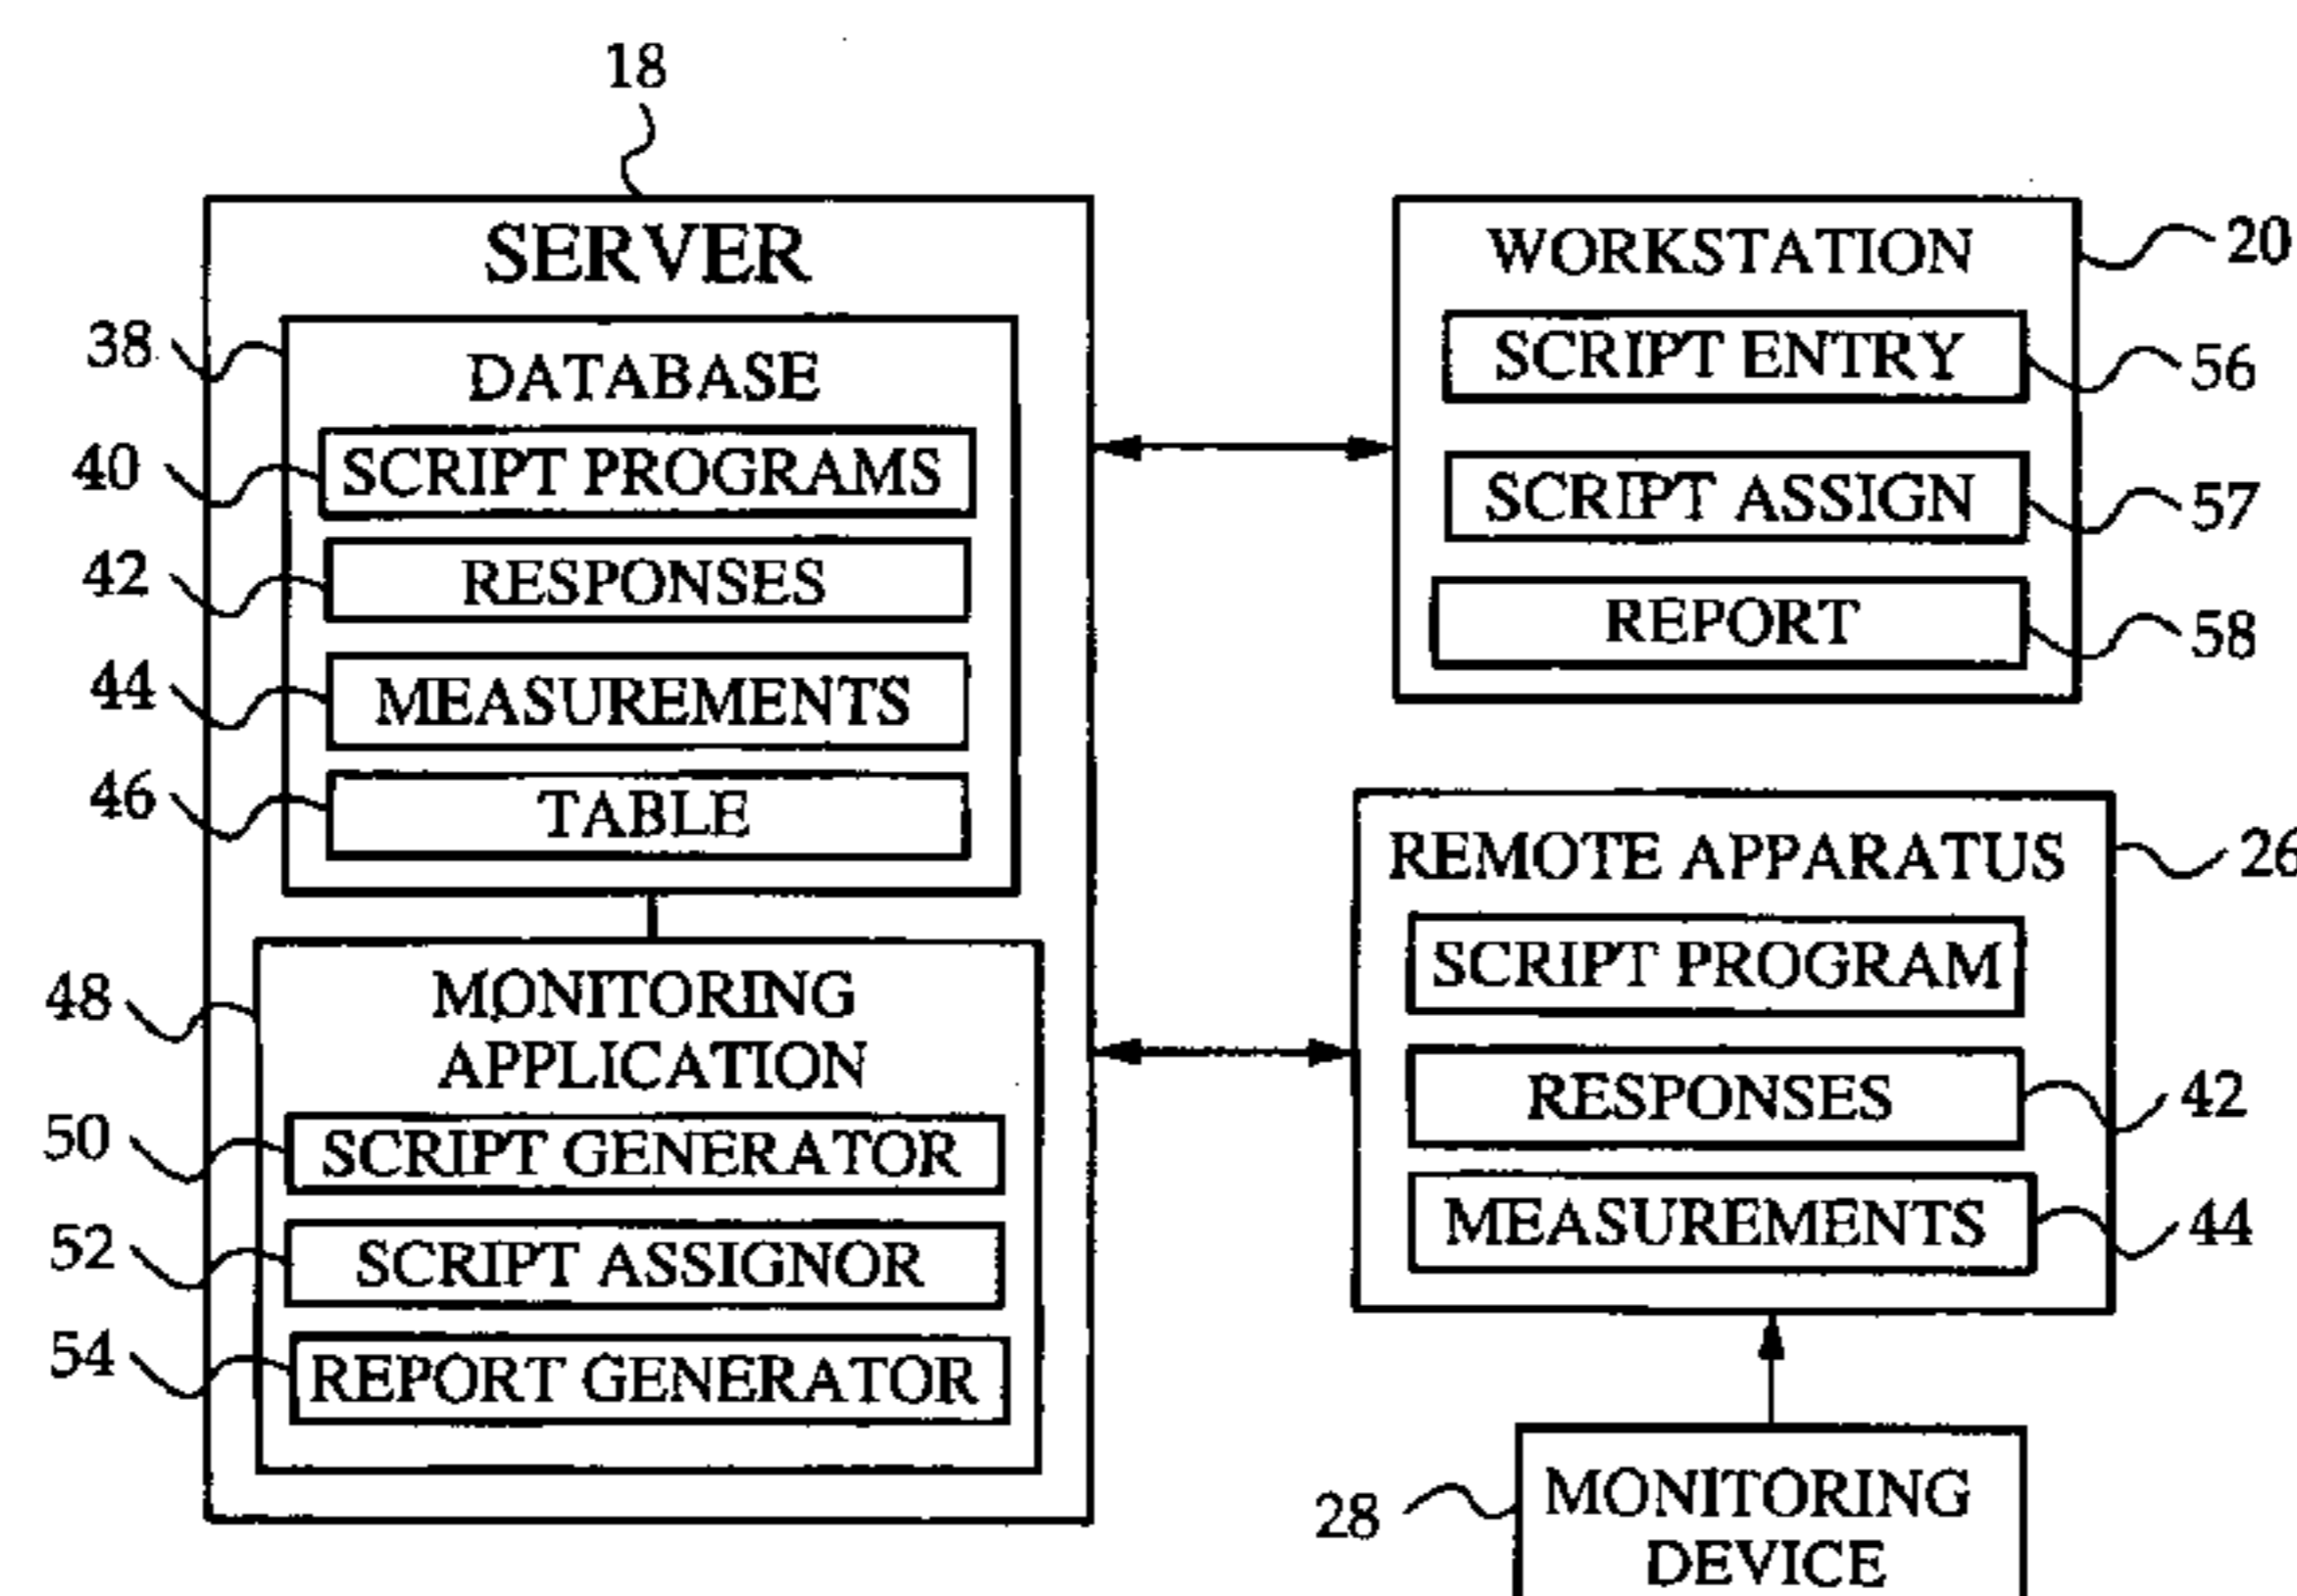 18
SERVER
38
DATABASE
40
SCRIPT PROGRAMS
42
RESPONSES
44
MEASUREMENTS
46
TABLE
48
MONITORING
APPLICATION
50
SCRIPT GENERATOR
52
SCRIPT ASSIGNOR
54
REPORT GENERATOR
WORKSTATION
20
SCRIPT ENTRY
56
SCRIPT ASSIGN
57
REPORT
58
REMOTE APPARATUS
26
SCRIPT PROGRAM
RESPONSES
42
MEASUREMENTS
44
28
MONITORING
DEVICE